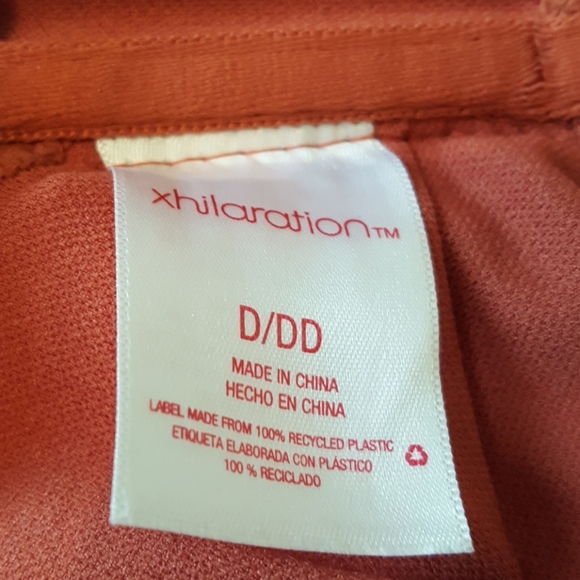 xhilaration™
D/DD
MADE IN CHINA
HECHO EN CHINA
LABEL MADE FROM 100% RECYCLED PLASTIC
ETIQUETA ELABORADA CON PLÁSTICO
100 % RECICLADO